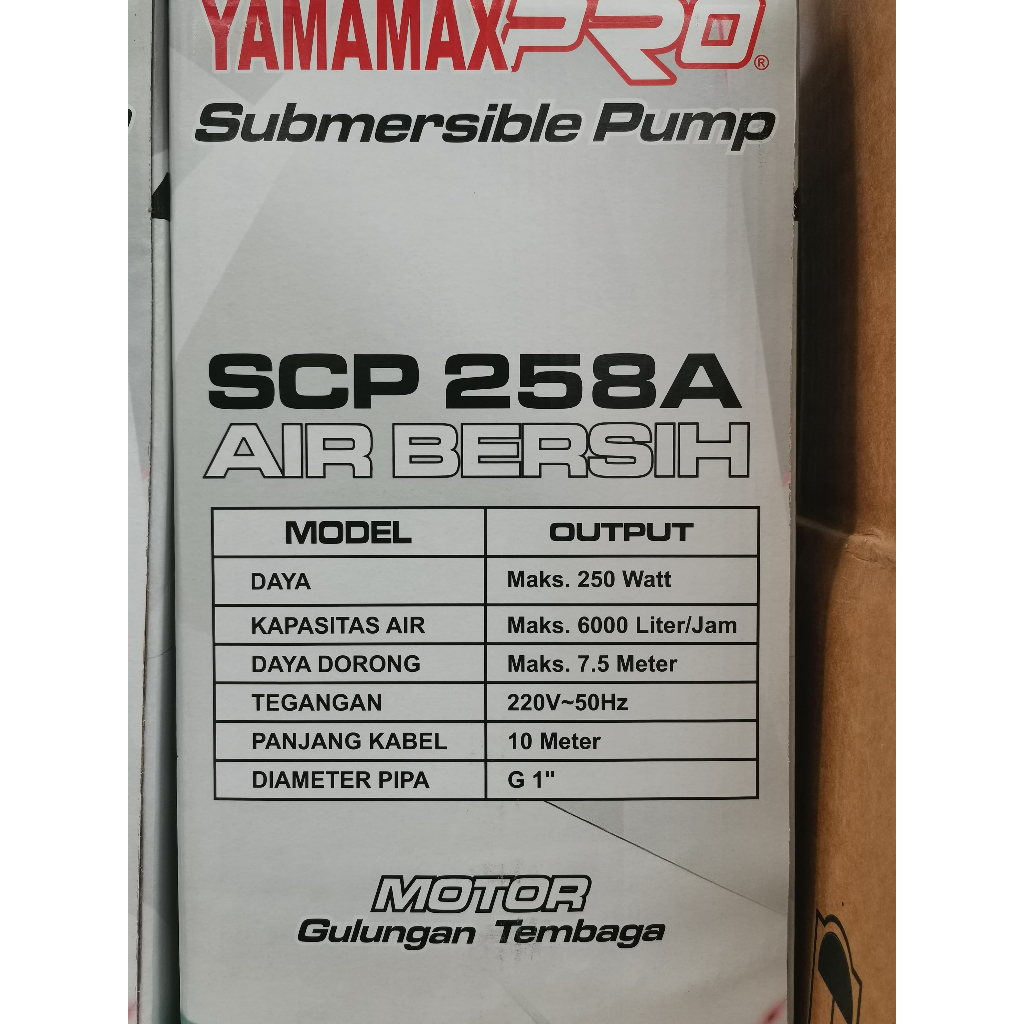 YAMAMAXPRO®
Submersible Pump
SCP 258A
AIR BERSIH
MODEL OUTPUT
DAYA Maks. 250 Watt
KAPASITAS AIR Maks. 6000 Liter/Jam
DAYA DORONG Maks. 7.5 Meter
TEGANGAN 220V~50Hz
PANJANG KABEL 10 Meter
DIAMETER PIPA G 1"
MOTOR
Gulungan Tembaga